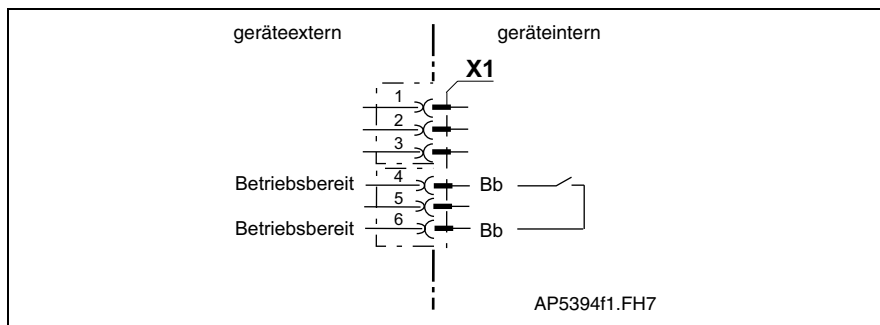 geräteextern geräteintern
X1
1
2
3
Betriebsbereit 4 Bb
5
Betriebsbereit 6 Bb
AP5394f1.FH7